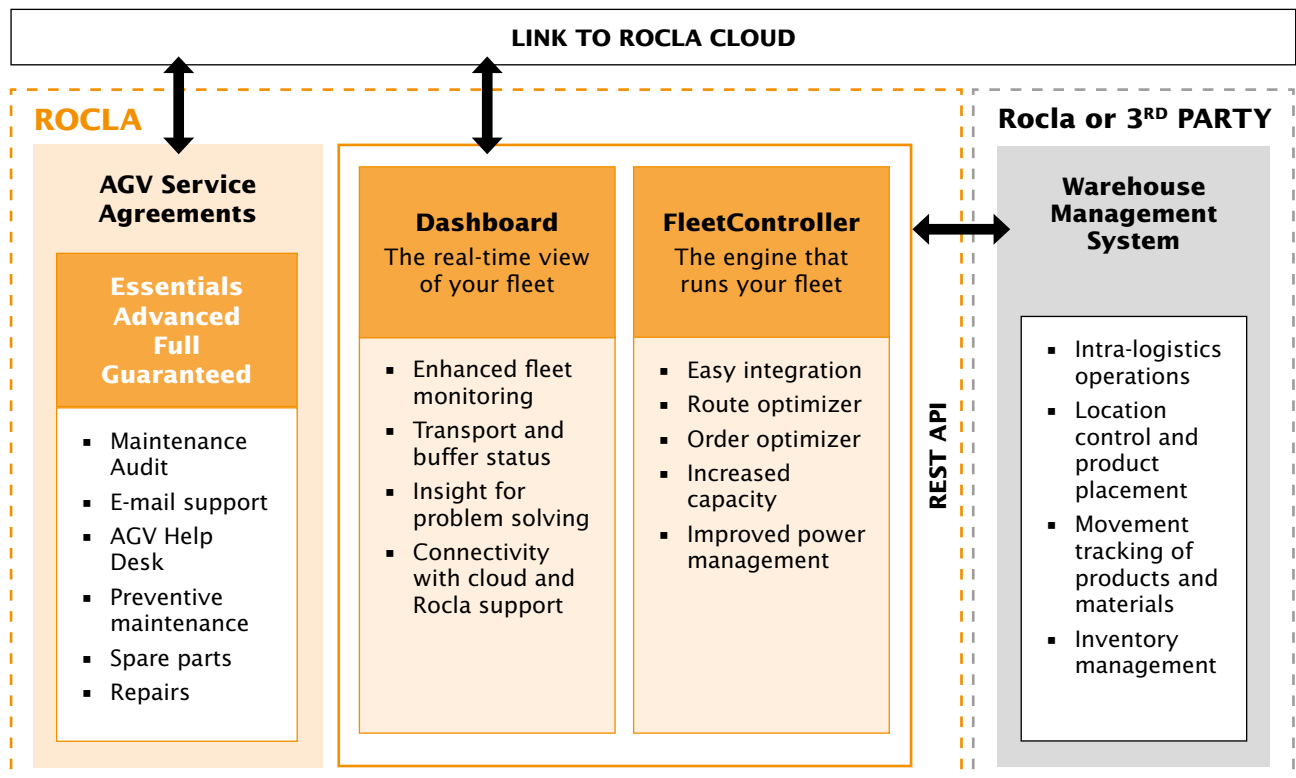 LINK TO ROCLA CLOUD
ROCLA
AGV Service
Agreements
Essentials
Advanced
Full
Guaranteed
▪ Maintenance
Audit
▪ E-mail support
▪ AGV Help
Desk
▪ Preventive
maintenance
▪ Spare parts
▪ Repairs
Dashboard
The real-time view
of your fleet
▪ Enhanced fleet
monitoring
▪ Transport and
buffer status
▪ Insight for
problem solving
▪ Connectivity
with cloud and
Rocla support
FleetController
The engine that
runs your fleet
▪ Easy integration
▪ Route optimizer
▪ Order optimizer
▪ Increased
capacity
▪ Improved power
management
REST API
Rocla or 3RD PARTY
Warehouse
Management
System
▪ Intra-logistics
operations
▪ Location
control and
product
placement
▪ Movement
tracking of
products and
materials
▪ Inventory
management